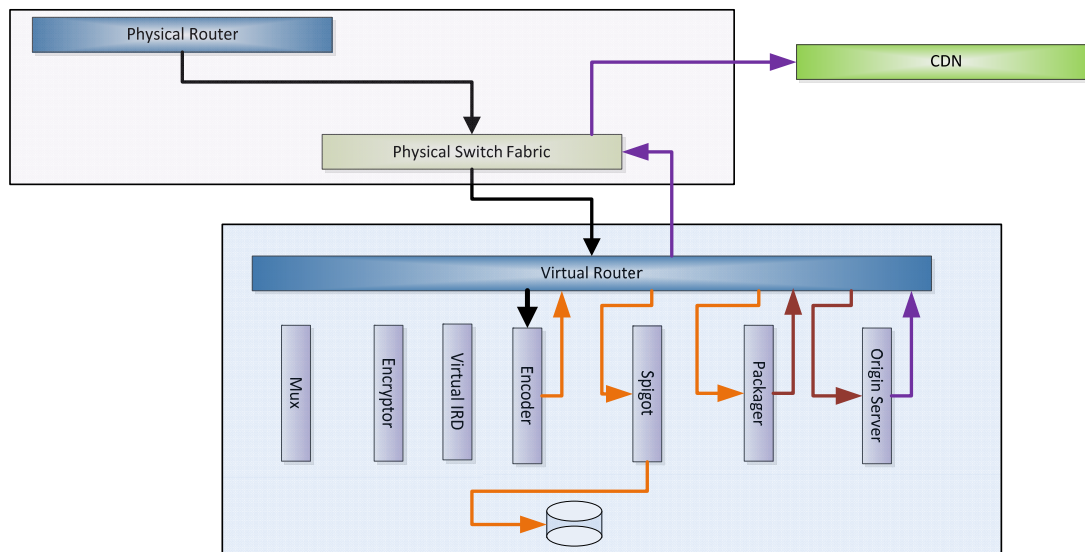 Physical Router
CDN
Physical Switch Fabric
Virtual Router
Mux
Encryptor
Virtual IRD
Encoder
Spigot
Packager
Origin Server